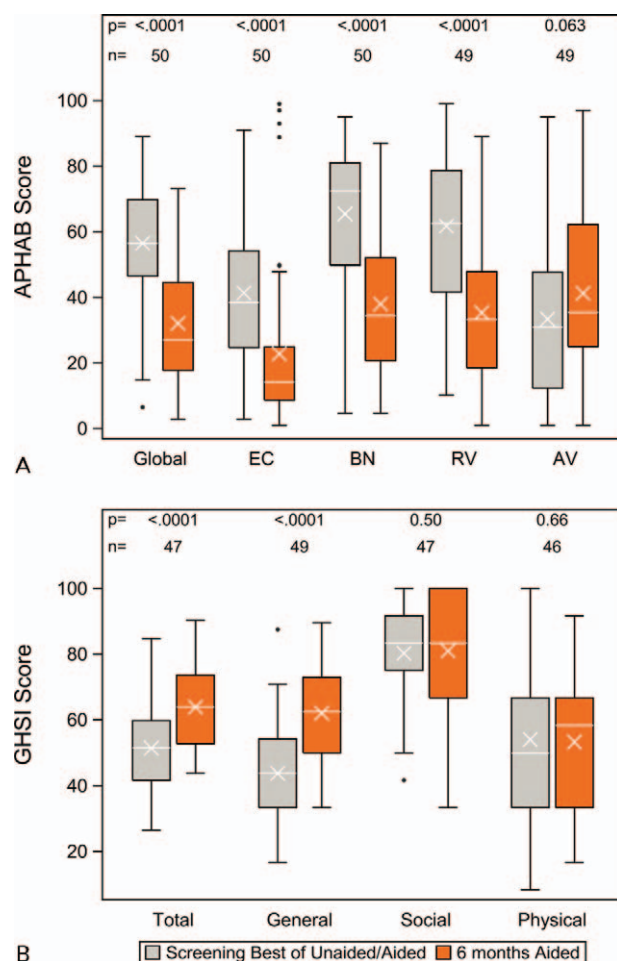 p= <.0001 <.0001 <.0001 <.0001 0.063
n= 50 50 50 49 49
100
80
60
40
20
0
APHAB Score
Global EC BN RV AV
A
p= <.0001 <.0001 0.50 0.66
n= 47 49 47 46
100
80
60
40
20
GHSI Score
Total General Social Physical
B
Screening Best of Unaided/Aided 6 months Aided